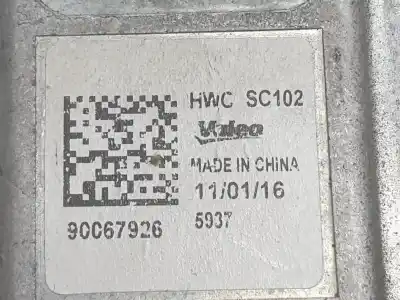 HWC SC102
Valeo
MADE IN CHINA
11/01/16
90067926
5937